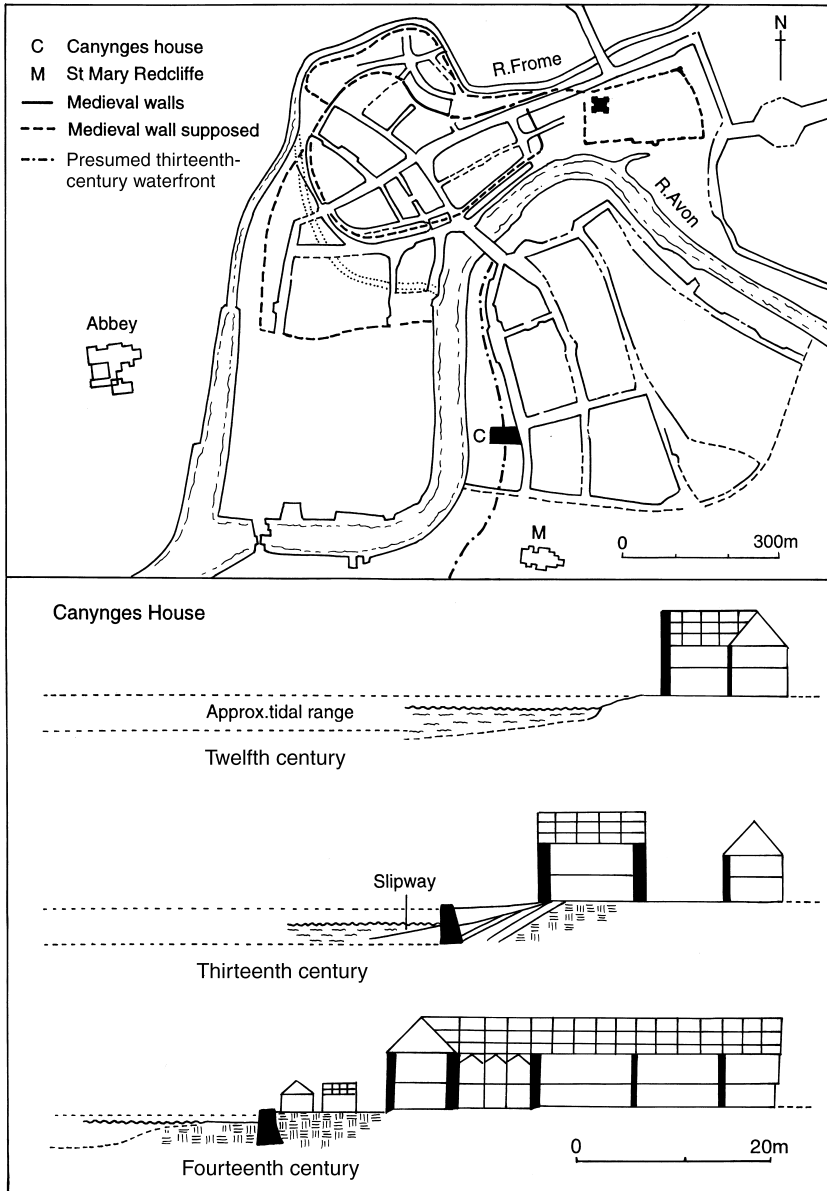 C Canynges house
M St Mary Redcliffe
Medieval walls
Medieval wall supposed
Presumed thirteenth-
century waterfront
R.Frome
N
R.Avon
Abbey
C
M
0 300m
Canynges House
Approx.tidal range
Twelfth century
Slipway
Thirteenth century
Fourteenth century
0 20m